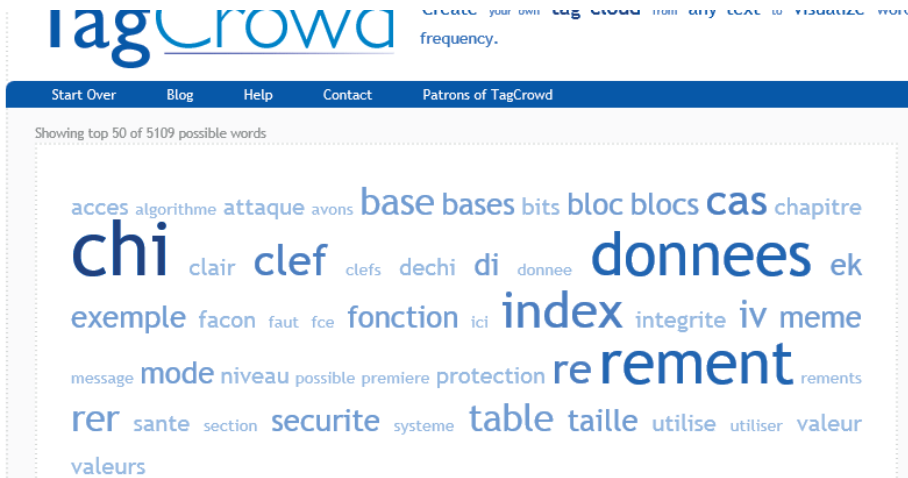 TagCrowd
Create your own tag cloud from any text to visualize word
frequency.
Start Over Blog Help Contact Patrons of TagCrowd
Showing top 50 of 5109 possible words
acces algorithme attaque avons base bases bits bloc blocs cas chapitre
chi clair clef clefs dechi di donnee donnees ek
exemple facon faut fce fonction ici index integrite iv meme
message mode niveau possible premiere protection re rement rements
rer sante section securite systeme table taille utilise utiliser valeur
valeurs